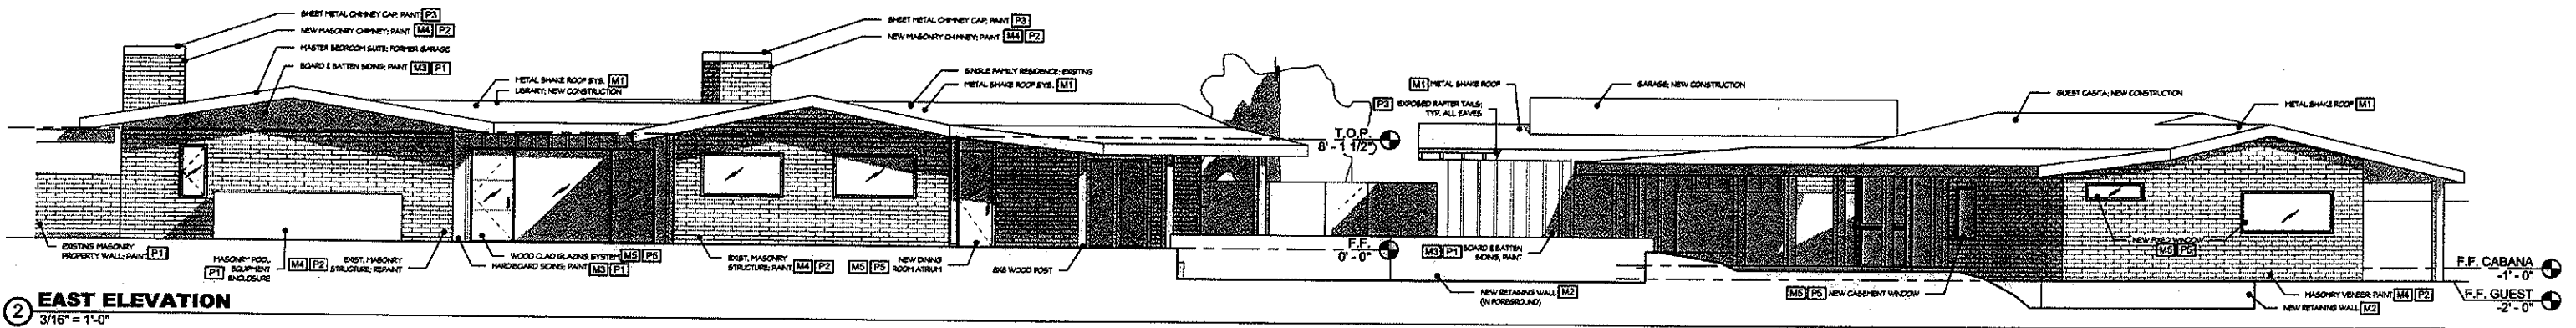 SHEET METAL CHIMNEY CAP; PAINT P3
NEW MASONRY CHIMNEY; PAINT M4 P2
MASTER BEDROOM SUITE; FORMER GARAGE
BOARD & BATTEN SIDING; PAINT M3 P1
METAL SHAKE ROOF SYS. M1
LIBRARY; NEW CONSTRUCTION
SHEET METAL CHIMNEY CAP; PAINT P3
NEW MASONRY CHIMNEY; PAINT M4 P2
SINGLE FAMILY RESIDENCE; EXISTING
METAL SHAKE ROOF SYS. M1
M1 METAL SHAKE ROOF
P3 EXPOSED RAFTER TAILS;
TYP. ALL EAVES
GARAGE; NEW CONSTRUCTION
GUEST CASITA; NEW CONSTRUCTION
METAL SHAKE ROOF M1
T.O.P.
8' - 1 1/2"
F.F.
0' - 0"
EXISTING MASONRY
PROPERTY WALL; PAINT P1
MASONRY POOL
P1 EQUIPMENT
ENCLOSURE
M4 P2 EXIST. MASONRY
STRUCTURE; REPAINT
WOOD CLAD GLAZING SYSTEM M5 P5
HARDBOARD SIDING; PAINT M3 P1
EXIST. MASONRY
STRUCTURE; PAINT M4 P2
M5 P5 NEW DINING
ROOM ATRIUM
8X8 WOOD POST
M3 P1 BOARD & BATTEN
SIDING, PAINT
NEW RETAINING WALL M2
(IN FOREGROUND)
M5 P5 NEW CASEMENT WINDOW
NEW FIXED WINDOW
M5 P5
MASONRY VENEER; PAINT M4 P2
NEW RETAINING WALL M2
F.F. CABANA
-1' - 0"
F.F. GUEST
-2' - 0"
2 EAST ELEVATION
3/16" = 1'-0"